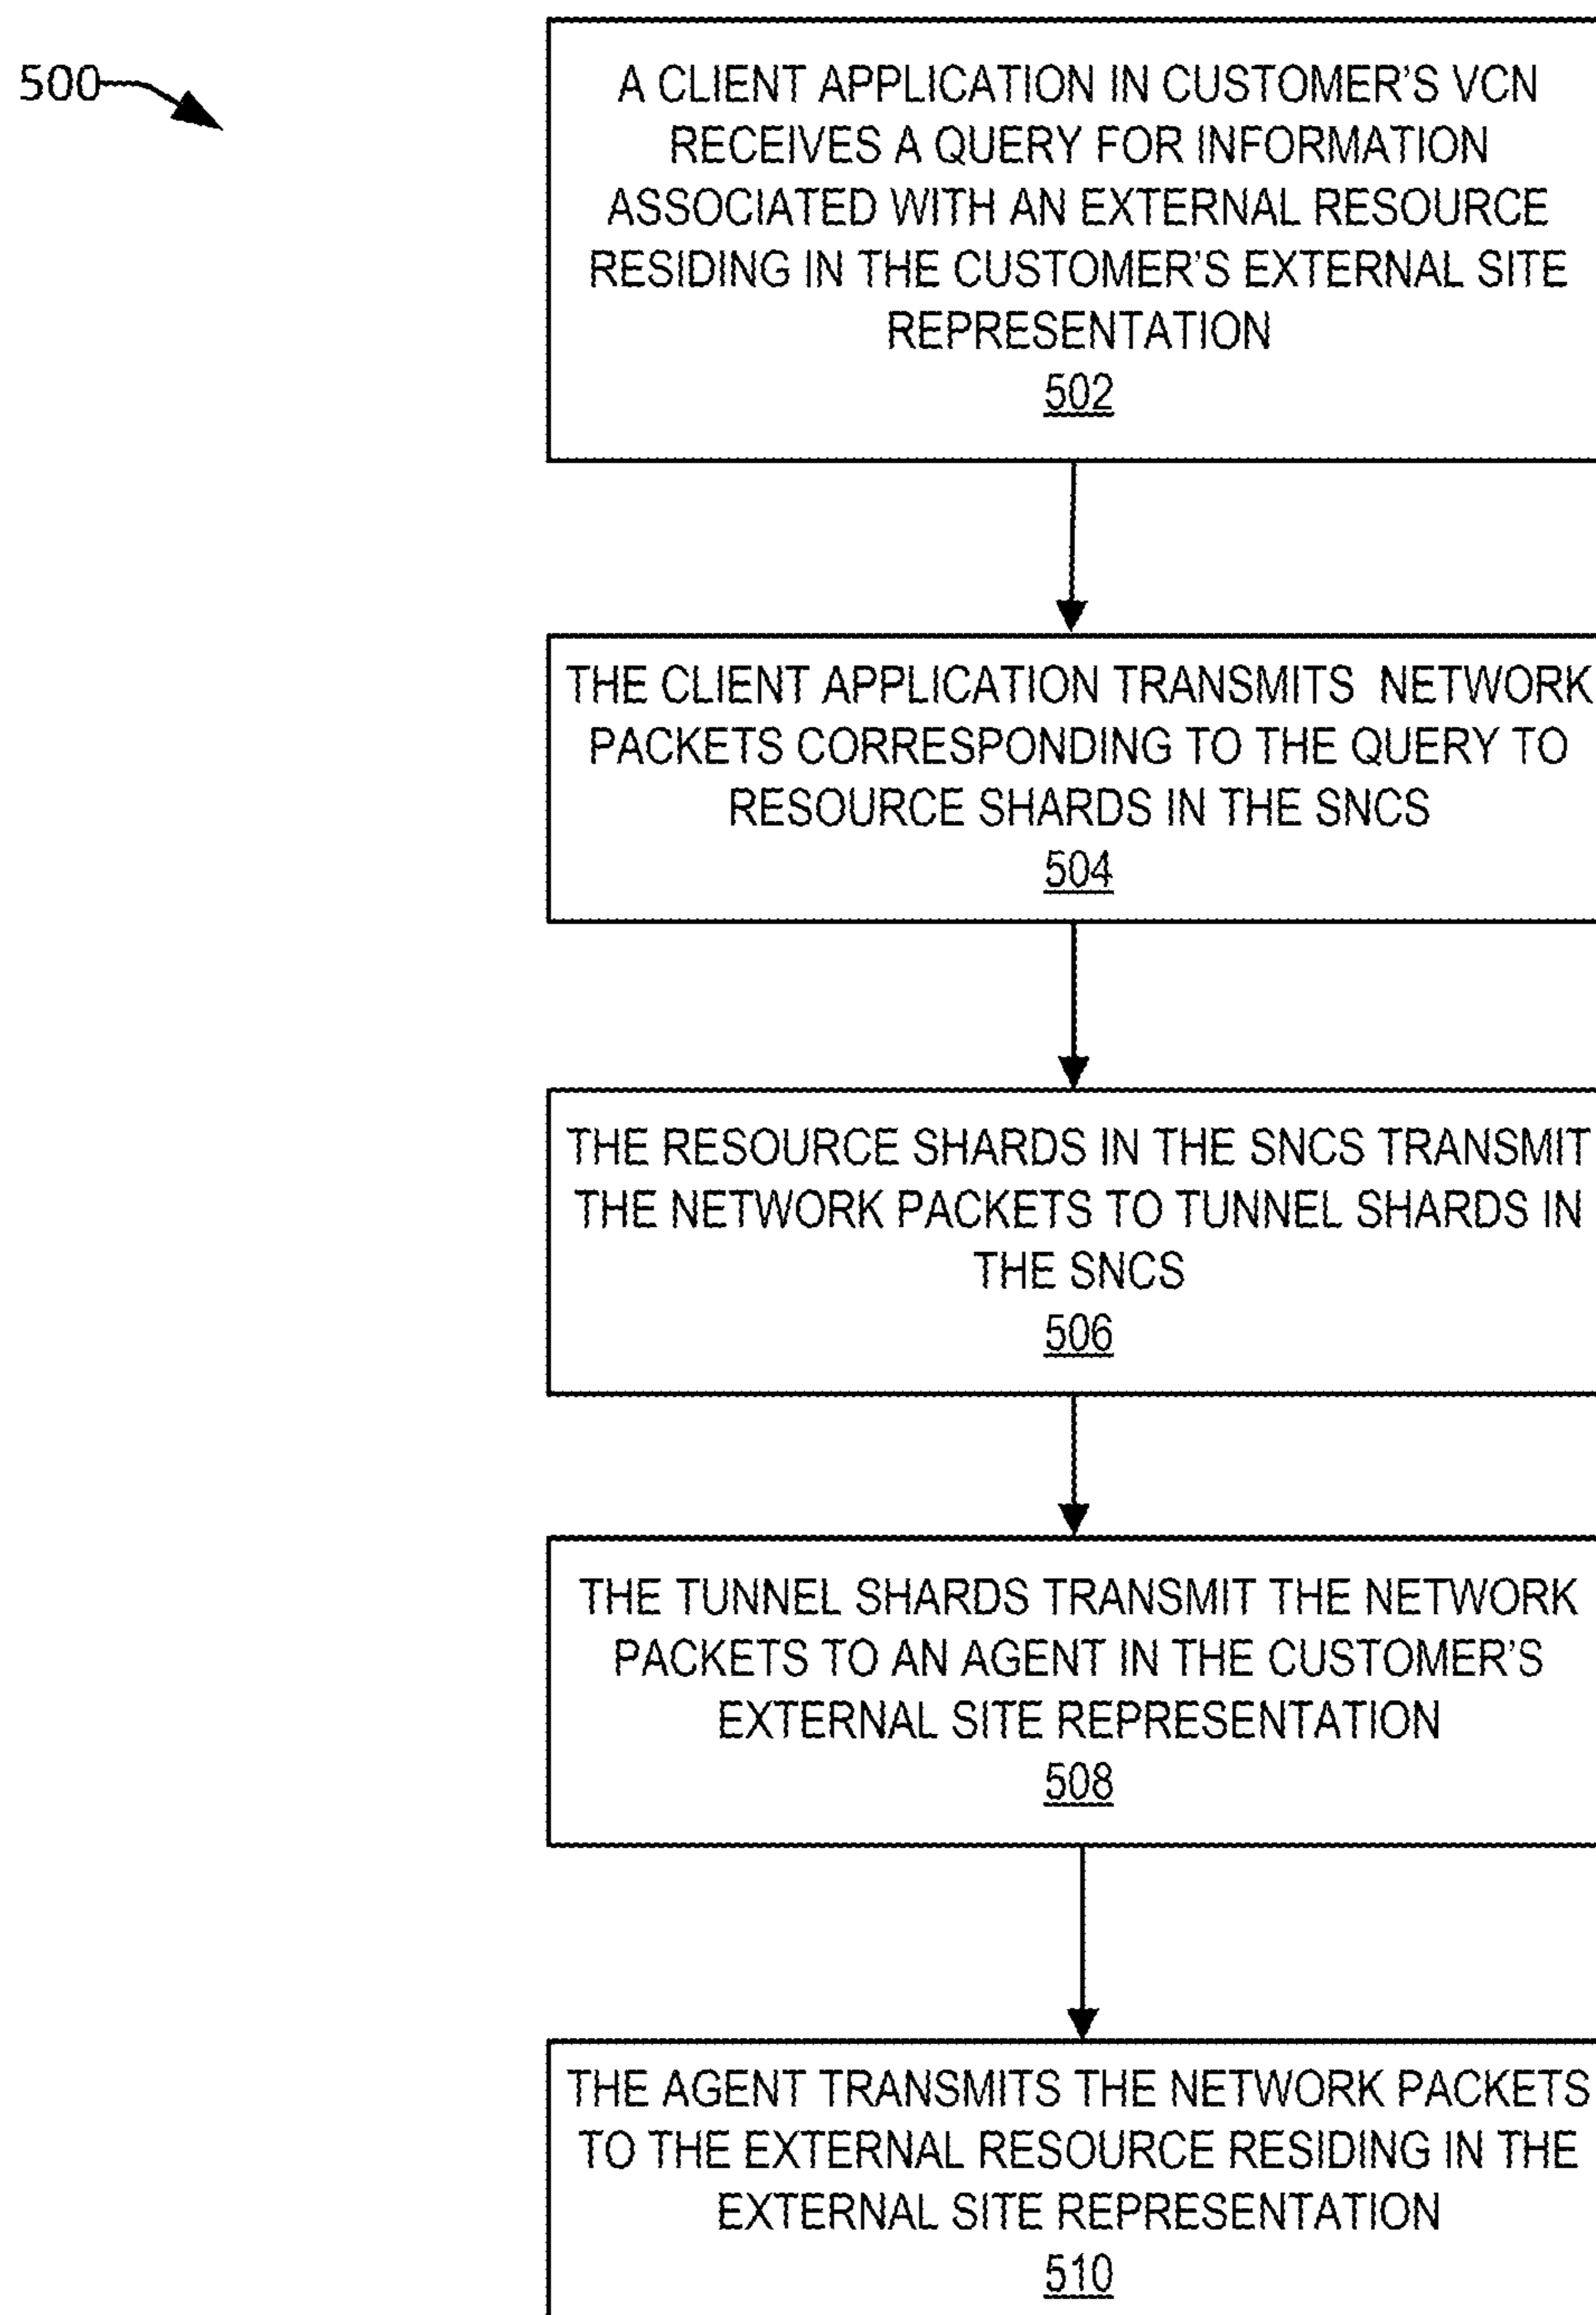 500
A CLIENT APPLICATION IN CUSTOMER'S VCN
RECEIVES A QUERY FOR INFORMATION
ASSOCIATED WITH AN EXTERNAL RESOURCE
RESIDING IN THE CUSTOMER'S EXTERNAL SITE
REPRESENTATION
502
THE CLIENT APPLICATION TRANSMITS NETWORK
PACKETS CORRESPONDING TO THE QUERY TO
RESOURCE SHARDS IN THE SNCS
504
THE RESOURCE SHARDS IN THE SNCS TRANSMIT
THE NETWORK PACKETS TO TUNNEL SHARDS IN
THE SNCS
506
THE TUNNEL SHARDS TRANSMIT THE NETWORK
PACKETS TO AN AGENT IN THE CUSTOMER'S
EXTERNAL SITE REPRESENTATION
508
THE AGENT TRANSMITS THE NETWORK PACKETS
TO THE EXTERNAL RESOURCE RESIDING IN THE
EXTERNAL SITE REPRESENTATION
510